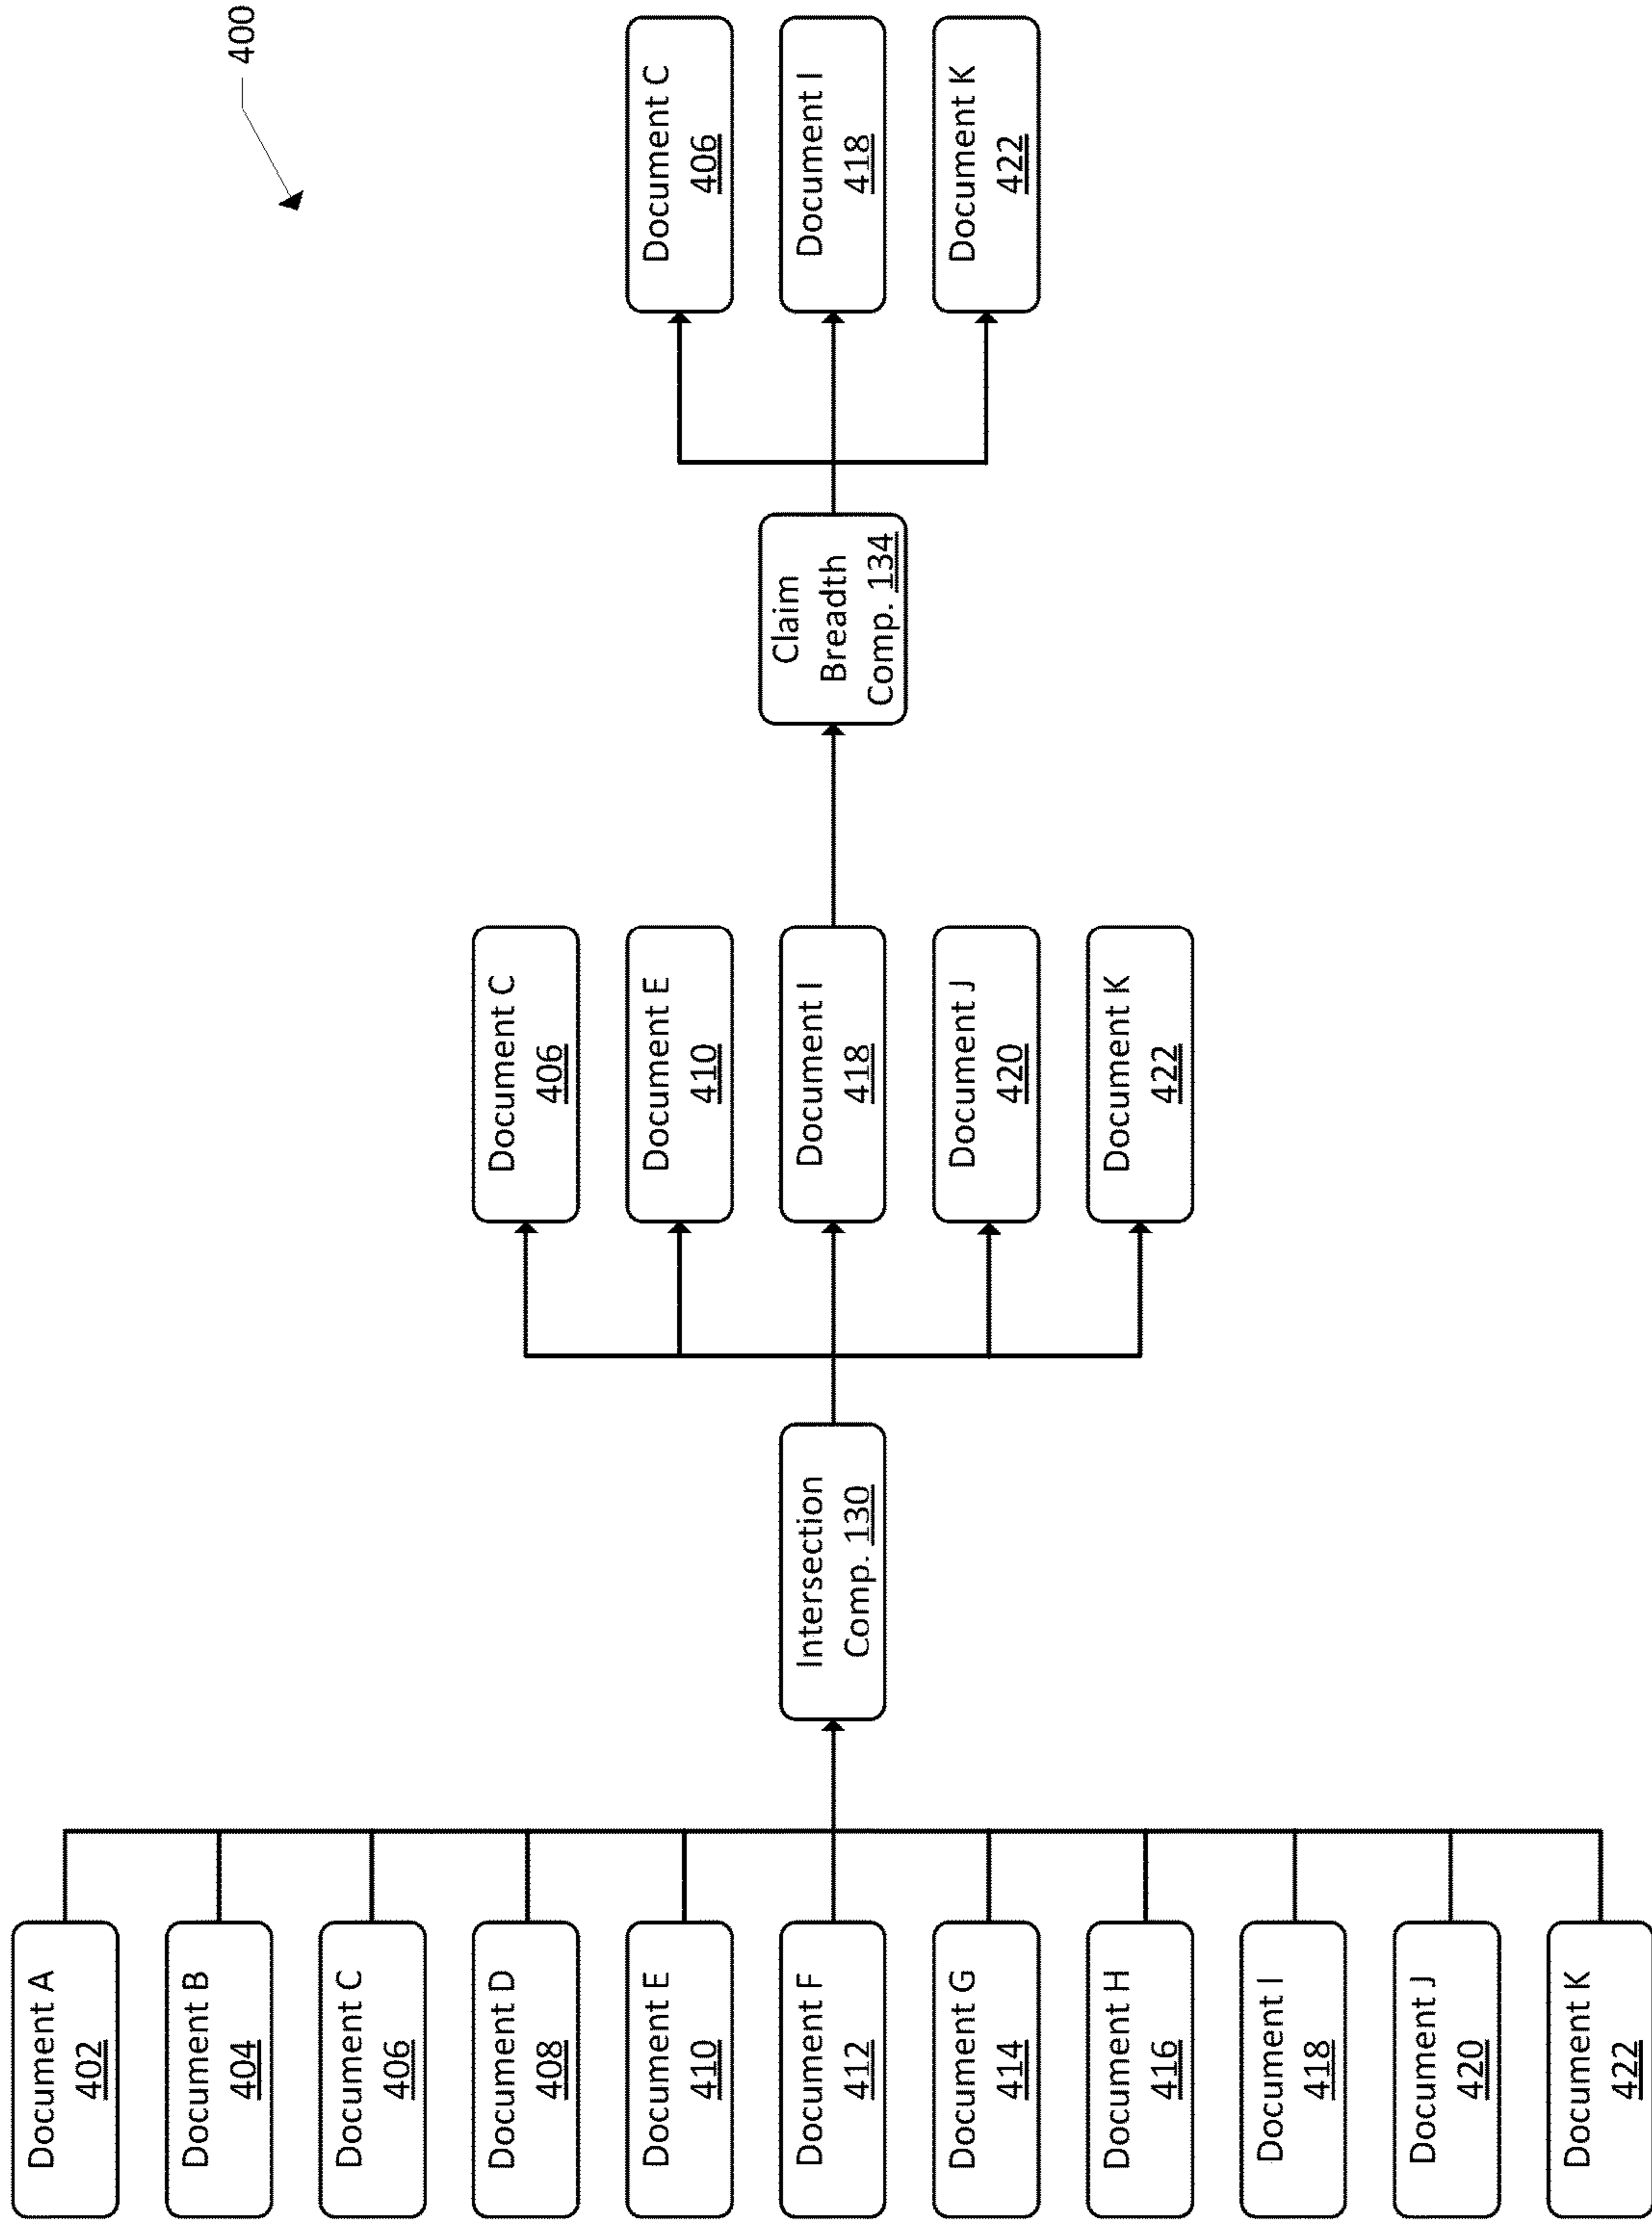 400
Document A
402
Document B
404
Document C
406
Document D
408
Document E
410
Document F
412
Document G
414
Document H
416
Document I
418
Document J
420
Document K
422
Intersection
Comp. 130
Document C
406
Document E
410
Document I
418
Document J
420
Document K
422
Claim
Breadth
Comp. 134
Document C
406
Document I
418
Document K
422